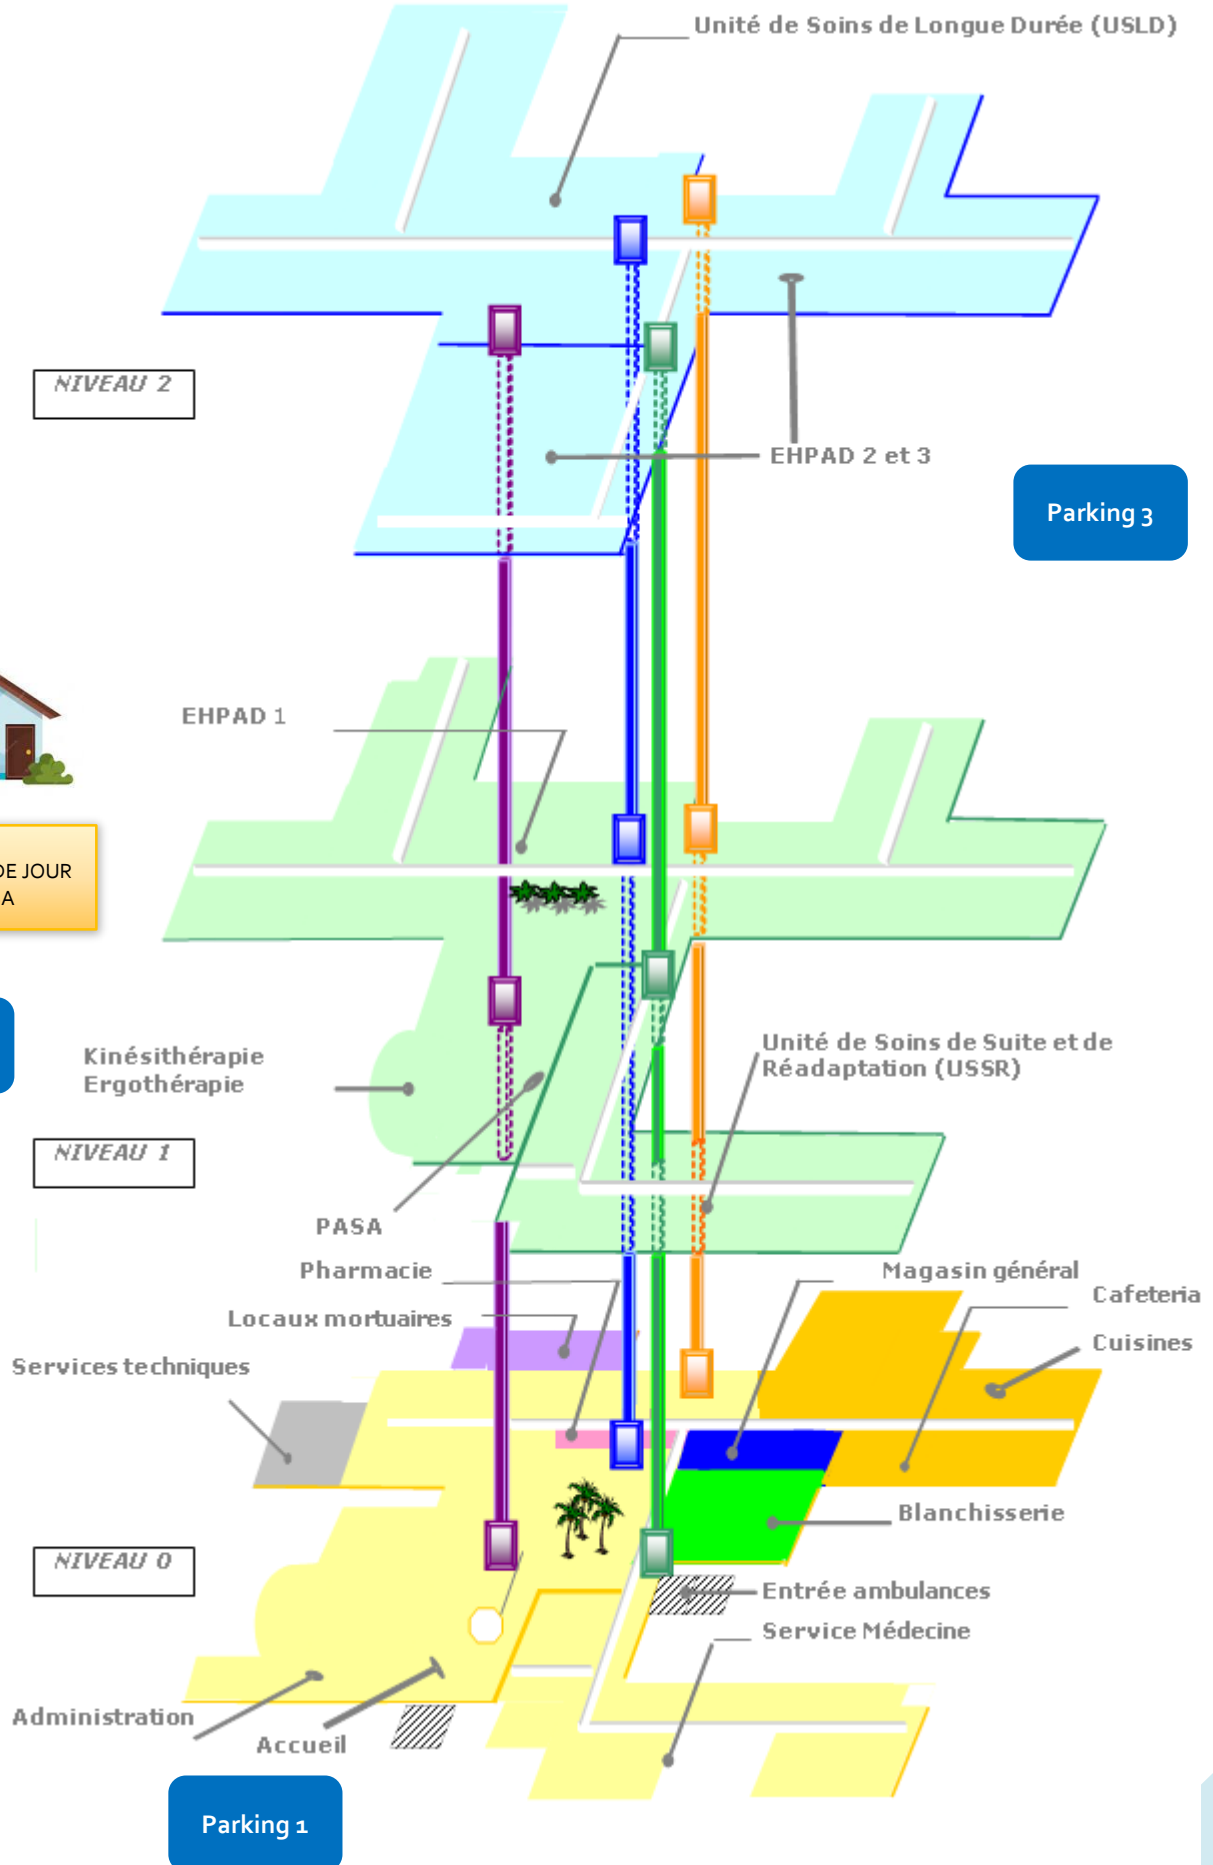 Unité de Soins de Longue Durée (USLD)
NIVEAU 2
EHPAD 2 et 3
Parking 3
EHPAD 1
DE JOUR
A
Kinésithérapie
Ergothérapie
Unité de Soins de Suite et de
Réadaptation (USSR)
NIVEAU 1
PASA
Pharmacie
Magasin général
Cafeteria
Locaux mortuaires
Cuisines
Services techniques
Blanchisserie
NIVEAU 0
Entrée ambulances
Service Médecine
Administration
Accueil
Parking 1